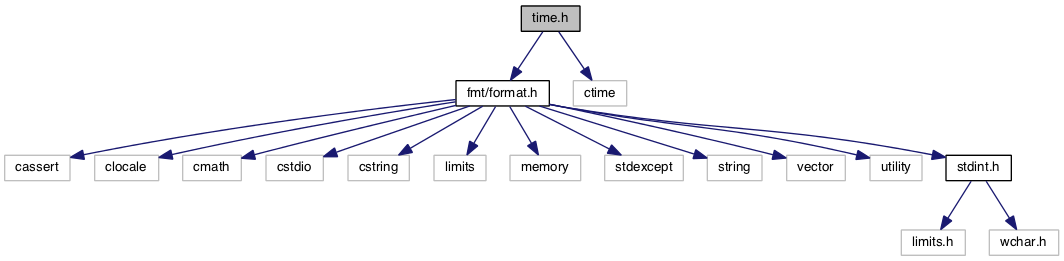 time.h
fmt/format.h
ctime
cassert
clocale
cmath
cstdio
cstring
limits
memory
stdexcept
string
vector
utility
stdint.h
limits.h
wchar.h